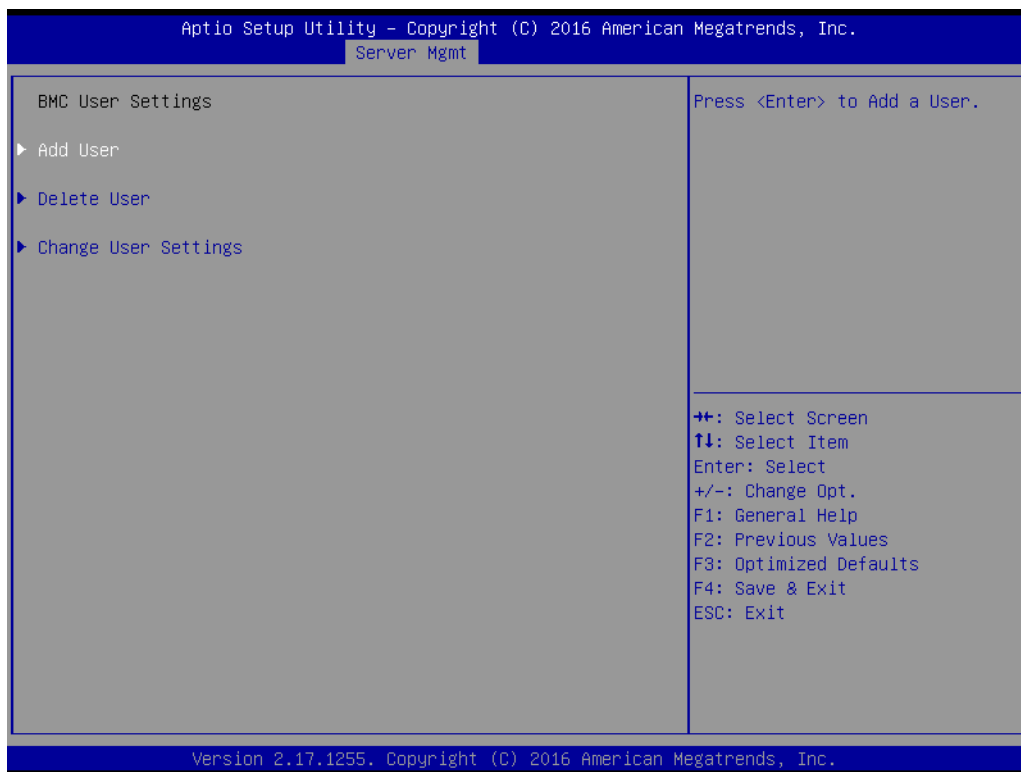 Aptio Setup Utility – Copyright (C) 2016 American Megatrends, Inc.
Server Mgmt
BMC User Settings
Add User
Delete User
Change User Settings
Press <Enter> to Add a User.
→←: Select Screen
↑↓: Select Item
Enter: Select
+/-: Change Opt.
F1: General Help
F2: Previous Values
F3: Optimized Defaults
F4: Save & Exit
ESC: Exit
Version 2.17.1255. Copyright (C) 2016 American Megatrends, Inc.